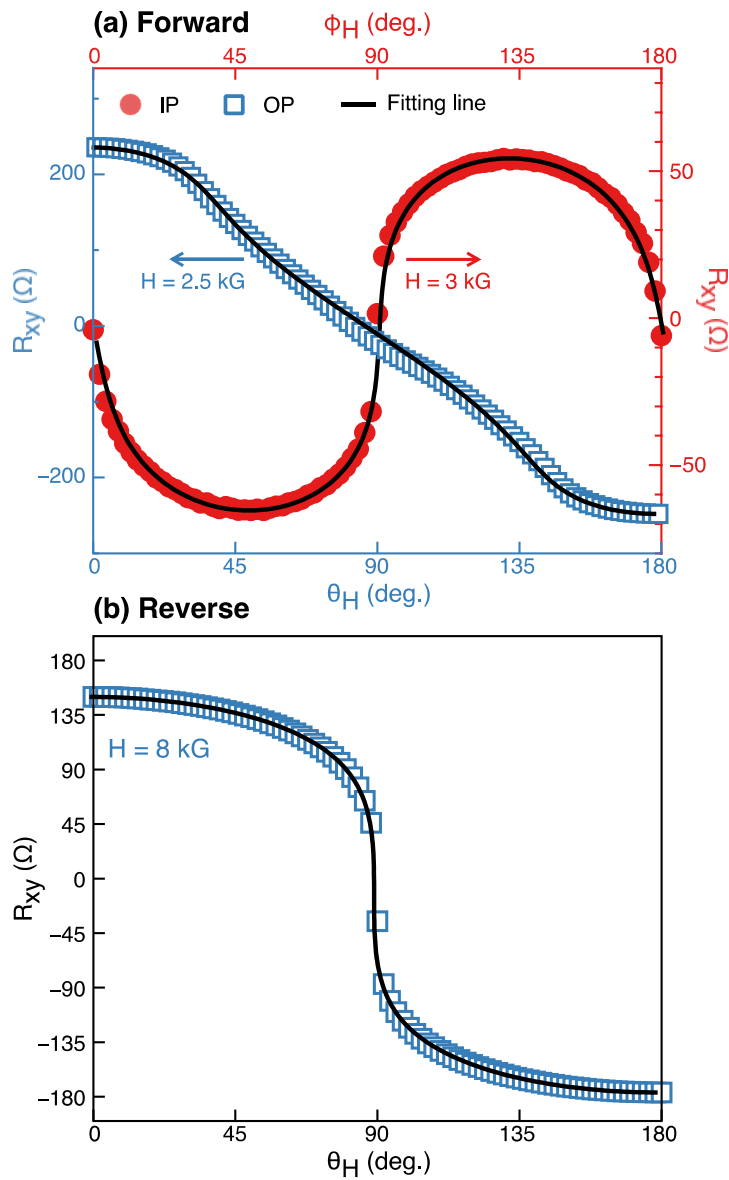 (a) Forward
ϕH (deg.)
0 45 90 135 180
IP OP Fitting line
200
0
−200
Rxy (Ω)
H = 2.5 kG
H = 3 kG
50
0
−50
Rxy (Ω)
0 45 90 135 180
θH (deg.)
(b) Reverse
180
135
90
45
0
−45
−90
−135
−180
Rxy (Ω)
H = 8 kG
0 45 90 135 180
θH (deg.)